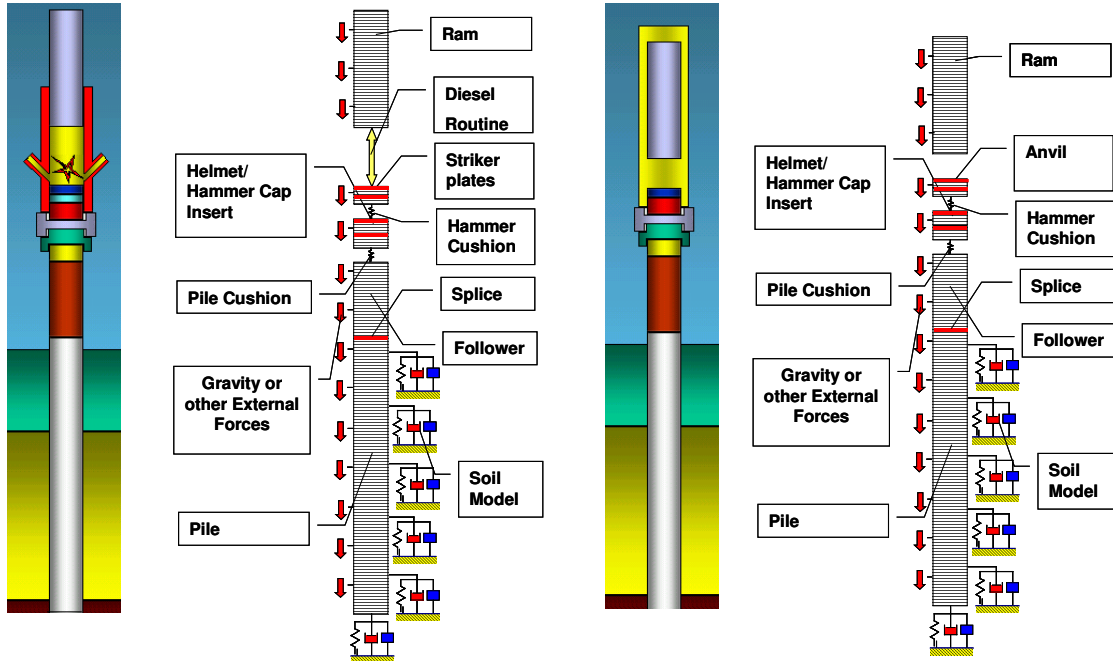 Ram
Diesel
Routine
Helmet/
Hammer Cap
Insert
Striker
plates
Hammer
Cushion
Pile Cushion
Splice
Follower
Gravity or
other External
Forces
Soil
Model
Pile
Ram
Helmet/
Hammer Cap
Insert
Anvil
Hammer
Cushion
Pile Cushion
Splice
Follower
Gravity or
other External
Forces
Soil
Model
Pile